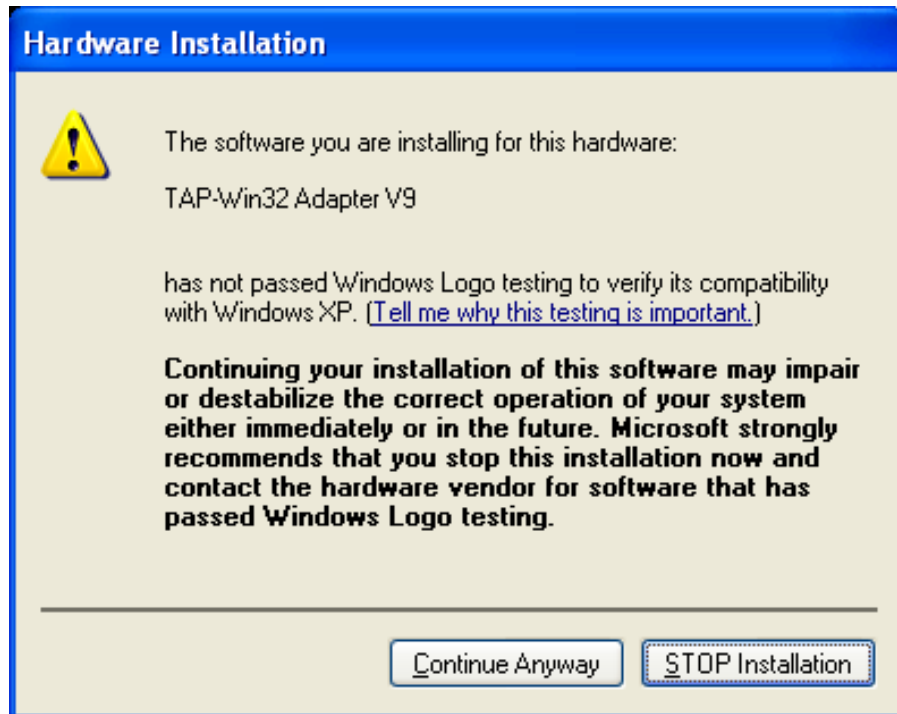 Hardware Installation
The software you are installing for this hardware:
TAP-Win32 Adapter V9
has not passed Windows Logo testing to verify its compatibility
with Windows XP. (Tell me why this testing is important.)
Continuing your installation of this software may impair
or destabilize the correct operation of your system
either immediately or in the future. Microsoft strongly
recommends that you stop this installation now and
contact the hardware vendor for software that has
passed Windows Logo testing.
Continue Anyway STOP Installation